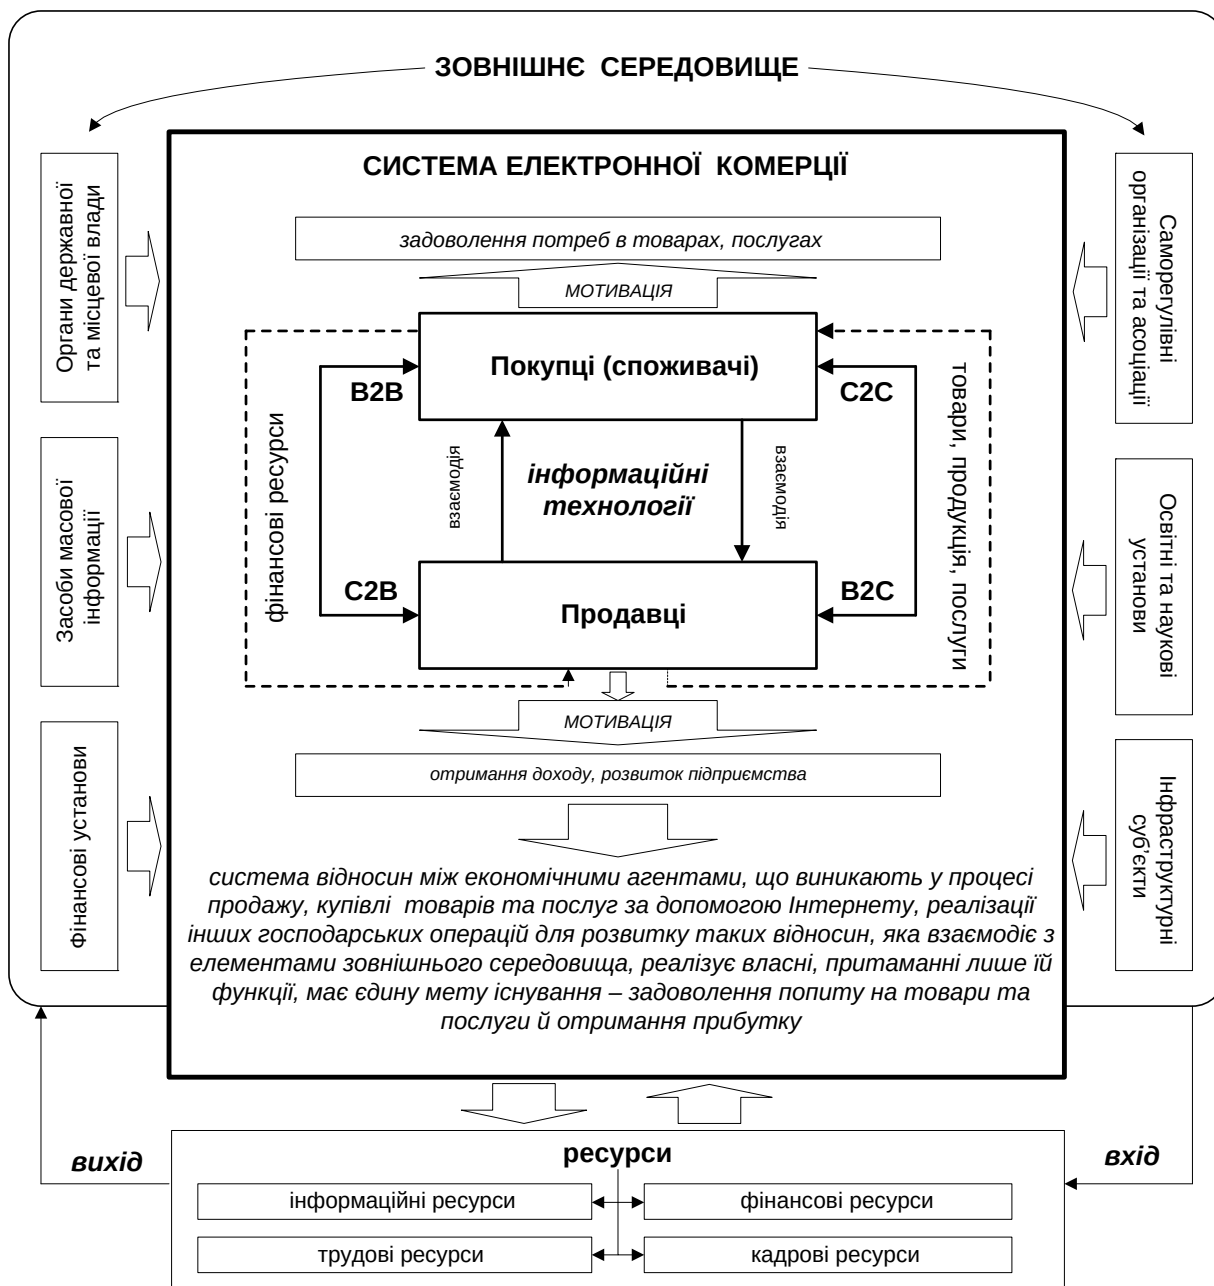 ЗОВНІШНЄ СЕРЕДОВИЩЕ
СИСТЕМА ЕЛЕКТРОННОЇ КОМЕРЦІЇ
Органи державної
та місцевої влади
Засоби масової
інформації
Фінансові установи
задоволення потреб в товарах, послугах
МОТИВАЦІЯ
Покупці (споживачі)
B2B
C2C
фінансові ресурси
взаємодія
інформаційні
технології
взаємодія
товари, продукція, послуги
C2B
B2C
Продавці
МОТИВАЦІЯ
отримання доходу, розвиток підприємства
система відносин між економічними агентами, що виникають у процесі
продажу, купівлі товарів та послуг за допомогою Інтернету, реалізації
інших господарських операцій для розвитку таких відносин, яка взаємодіє з
елементами зовнішнього середовища, реалізує власні, притаманні лише їй
функції, має єдину мету існування – задоволення попиту на товари та
послуги й отримання прибутку
Саморегулівні
організації та асоціації
Освітні та наукові
установи
Інфраструктурні
суб'єкти
вихід
ресурси
вхід
інформаційні ресурси
фінансові ресурси
трудові ресурси
кадрові ресурси